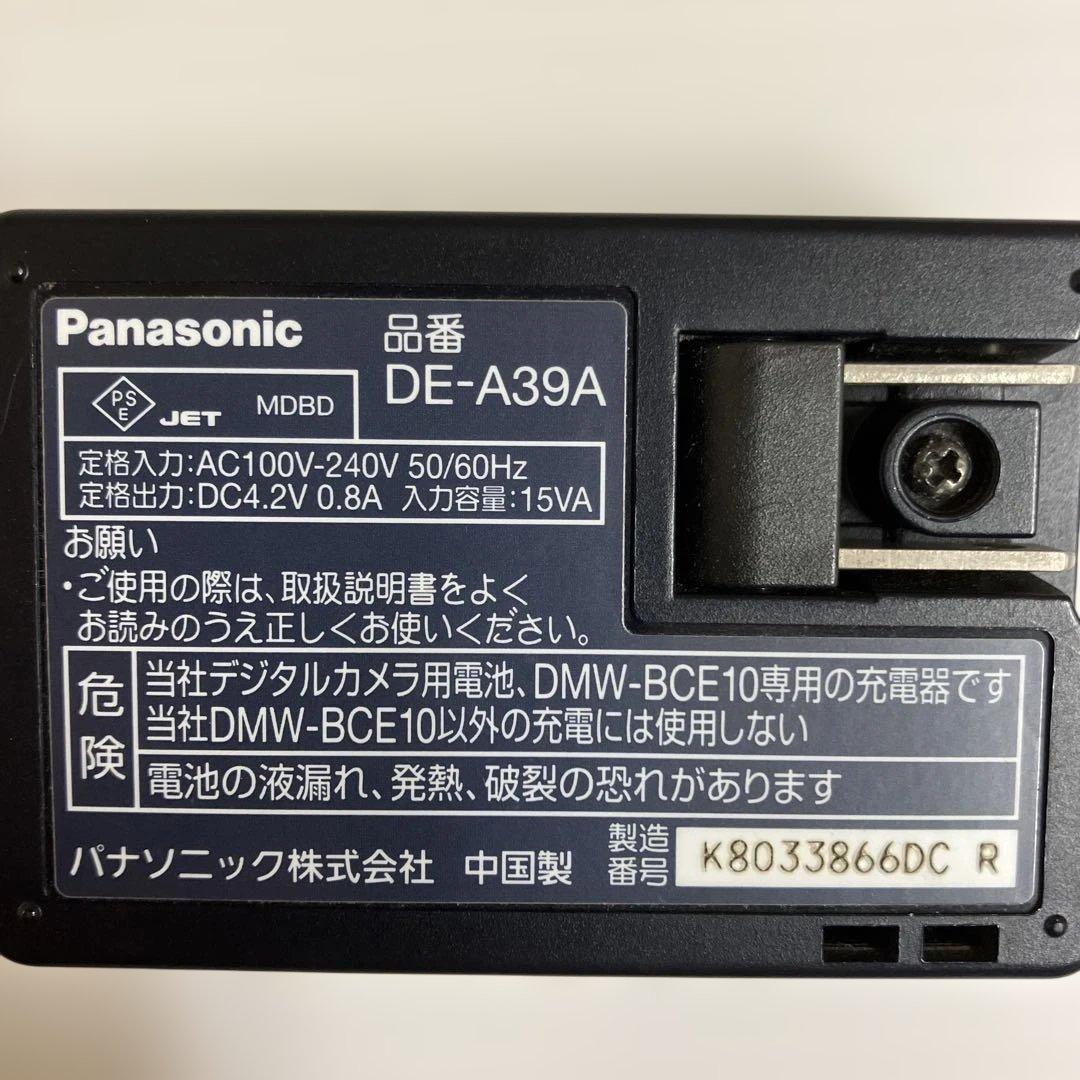 Panasonic
品番
DE-A39A
PSE JET MDBD
定格入力:AC100V-240V 50/60Hz
定格出力:DC4.2V 0.8A 入力容量:15VA
お願い
・ご使用の際は、取扱説明書をよく
お読みのうえ正しくお使いください。
危険
当社デジタルカメラ用電池、DMW-BCE10専用の充電器です
当社DMW-BCE10以外の充電には使用しない
電池の液漏れ、発熱、破裂の恐れがあります
パナソニック株式会社 中国製
製造番号 K8033866DC R